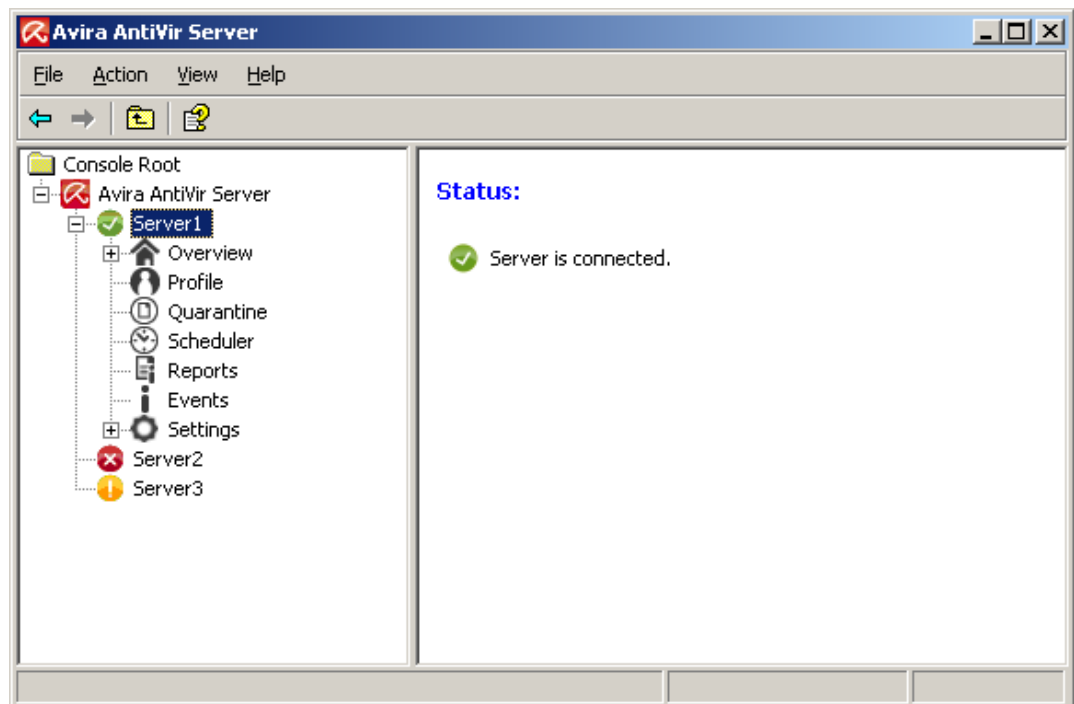 Avira AntiVir Server
File Action View Help
Console Root
Avira AntiVir Server
Server1
Overview
Profile
Quarantine
Scheduler
Reports
Events
Settings
Server2
Server3
Status:
Server is connected.